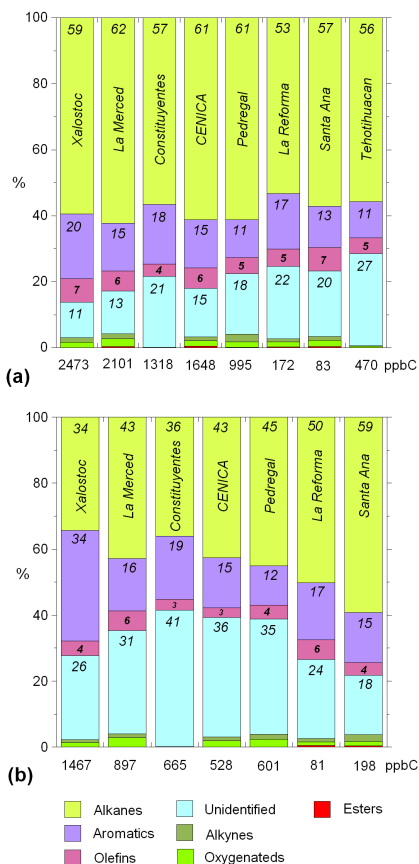 100
59 62 57 61 61 53 57 56
80
Xalostoc La Merced Constituyentes CENICA Pedregal La Reforma Santa Ana Tehotihuacan
60
%
40
20 15 18 15 11 17 13 11
7 6 4 6 5 5 7 5
20
11 13 21 15 18 22 20 27
0
2473 2101 1318 1648 995 172 83 470 ppbC
(a)
100
34 43 36 43 45 50 59
80
Xalostoc La Merced Constituyentes CENICA Pedregal La Reforma Santa Ana
60
%
34 16 19 15 12 17 15
40
4 6 3 3 4 6 4
26 31 41 36 35 24 18
20
0
1467 897 665 528 601 81 198 ppbC
(b)
Alkanes Unidentified Esters
Aromatics Alkynes
Olefins Oxygenateds